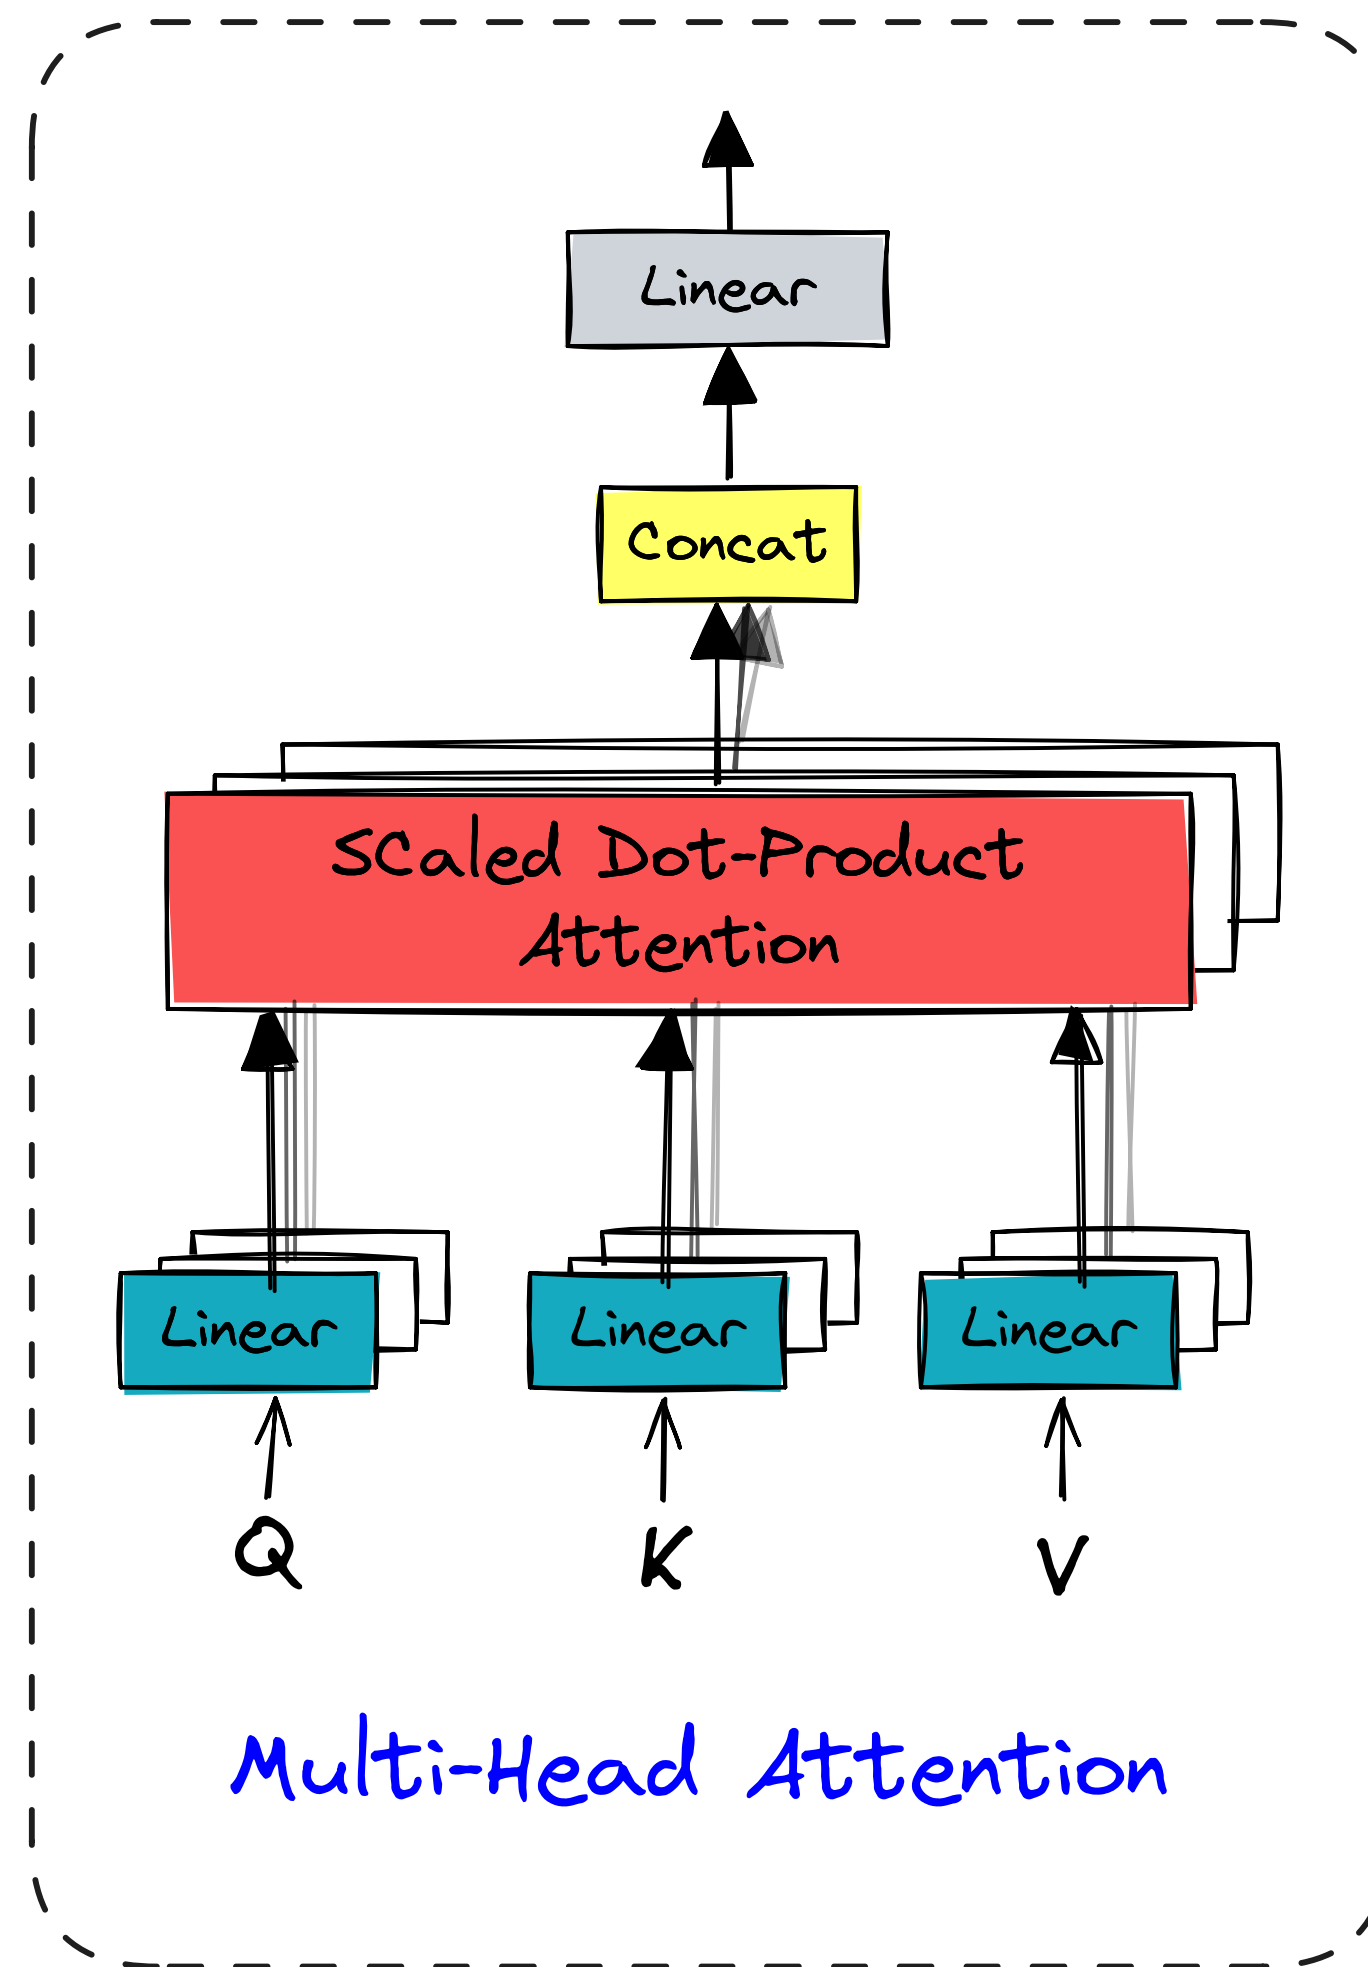 Linear
Concat
SCaled Dot-Product
Attention
Linear Linear Linear
Q K V
Multi-Head Attention